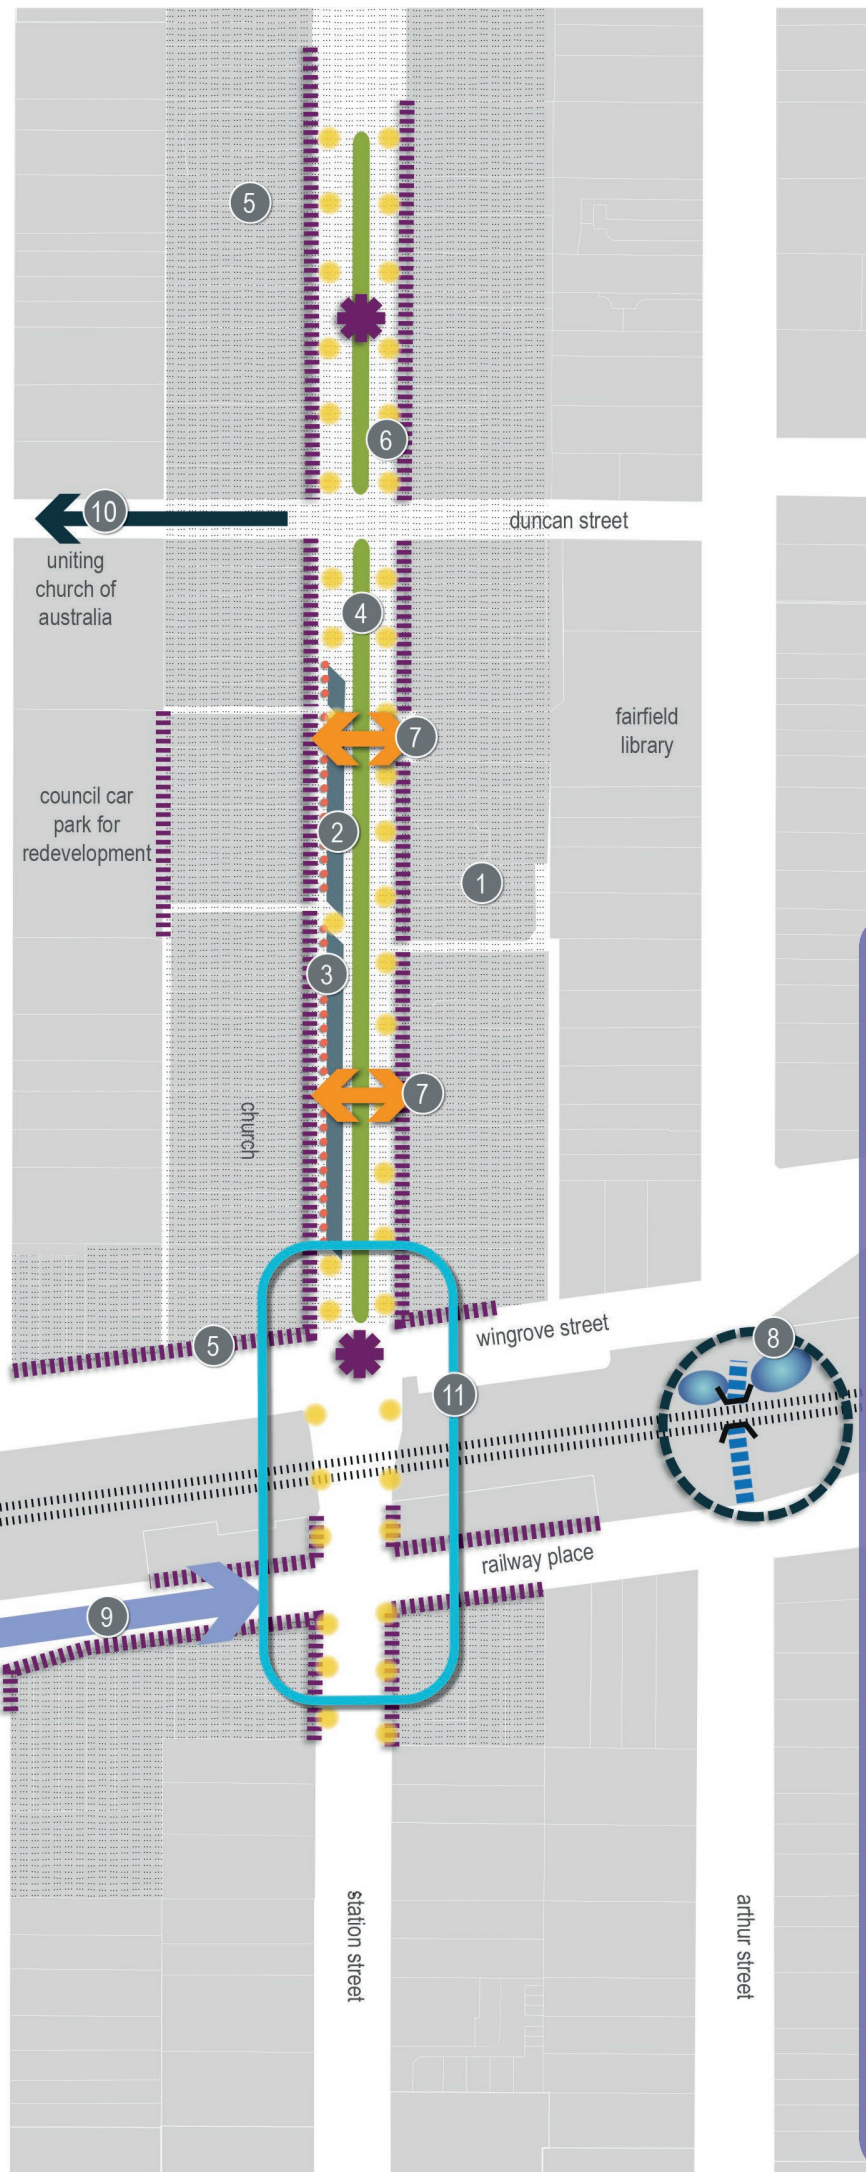 5
6
10
duncan street
uniting
church of
australia
4
fairfield
library
7
council car
park for
redevelopment
2
1
3
7
church
wingrove street
8
5
11
railway place
9
station street
arthur street